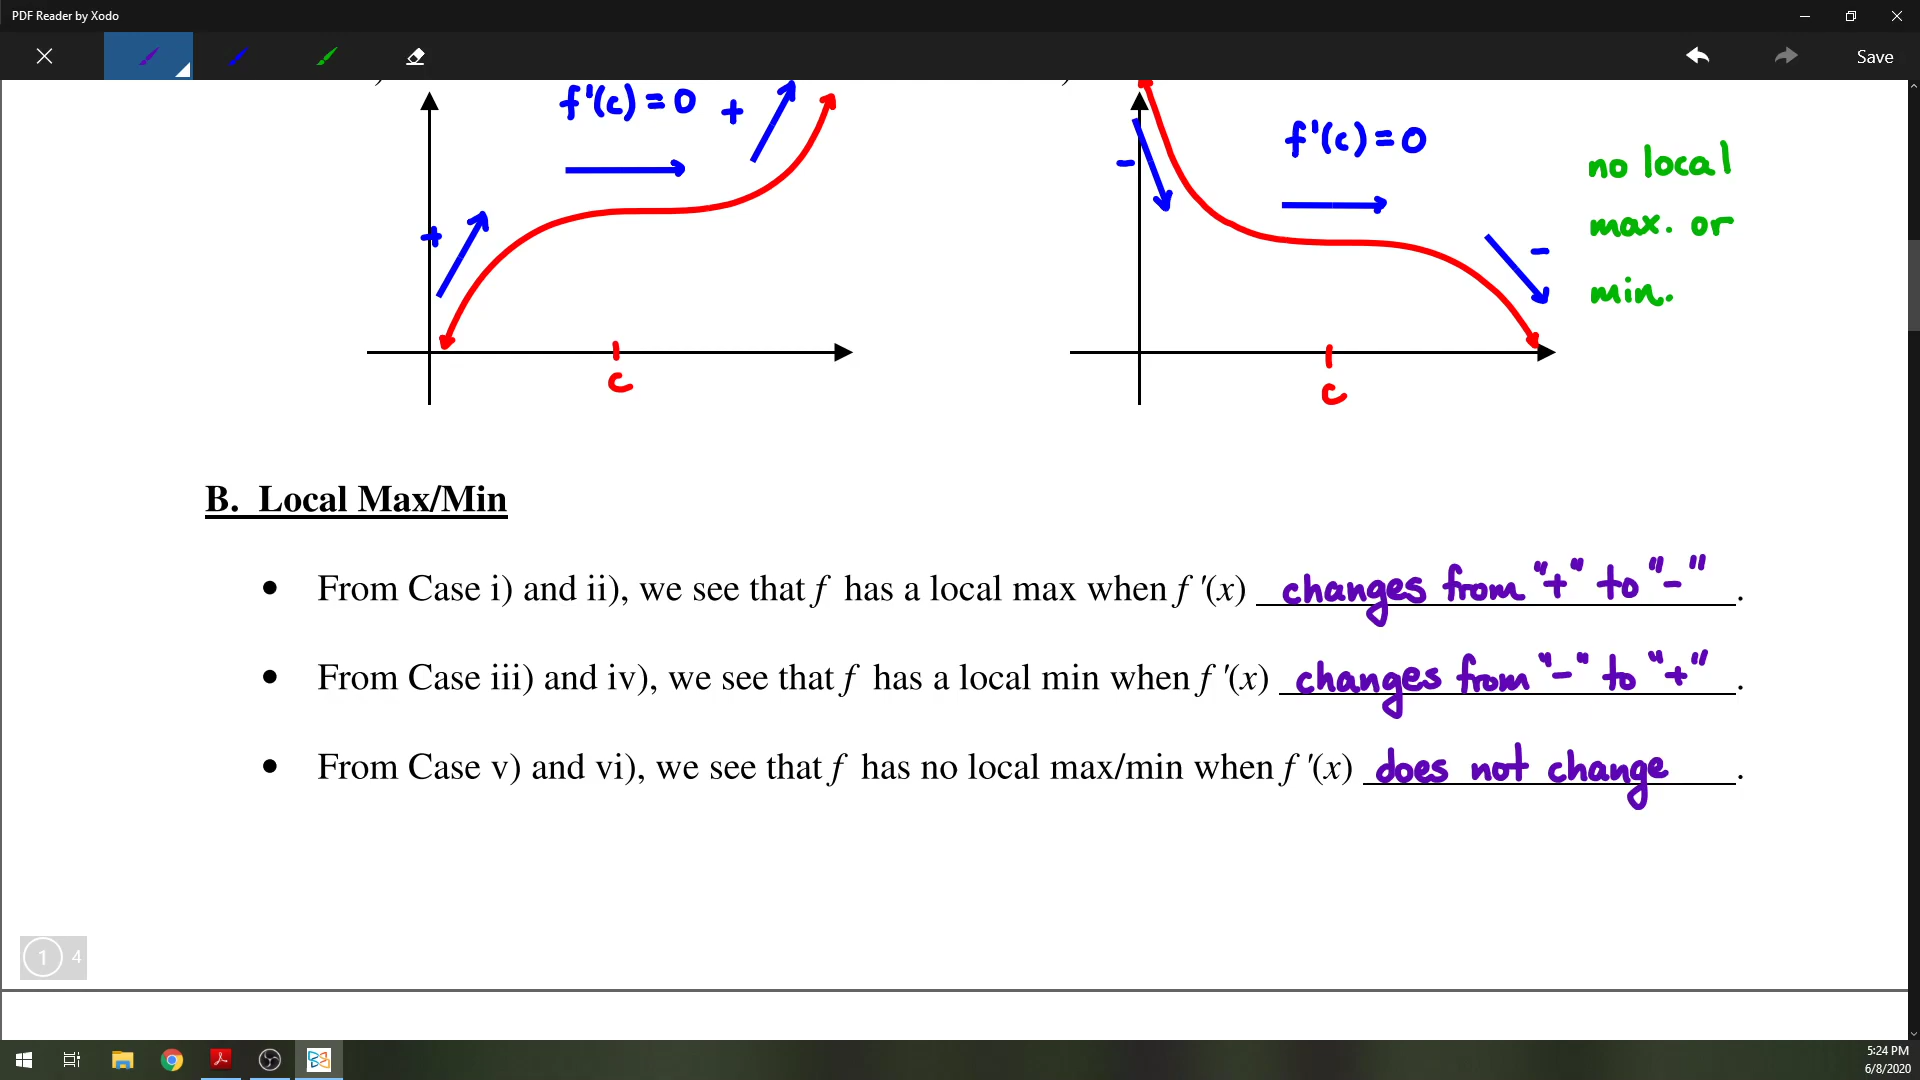 PDF Reader by Xodo
Save
f'(c) = 0 +
+
c
f'(c) = 0
-
-
c
no local
max. or
min.
B. Local Max/Min
• From Case i) and ii), we see that f has a local max when f ′(x) changes from "+" to "-".
• From Case iii) and iv), we see that f has a local min when f ′(x) changes from "-" to "+".
• From Case v) and vi), we see that f has no local max/min when f ′(x) does not change.
1 4
5:24 PM
6/8/2020